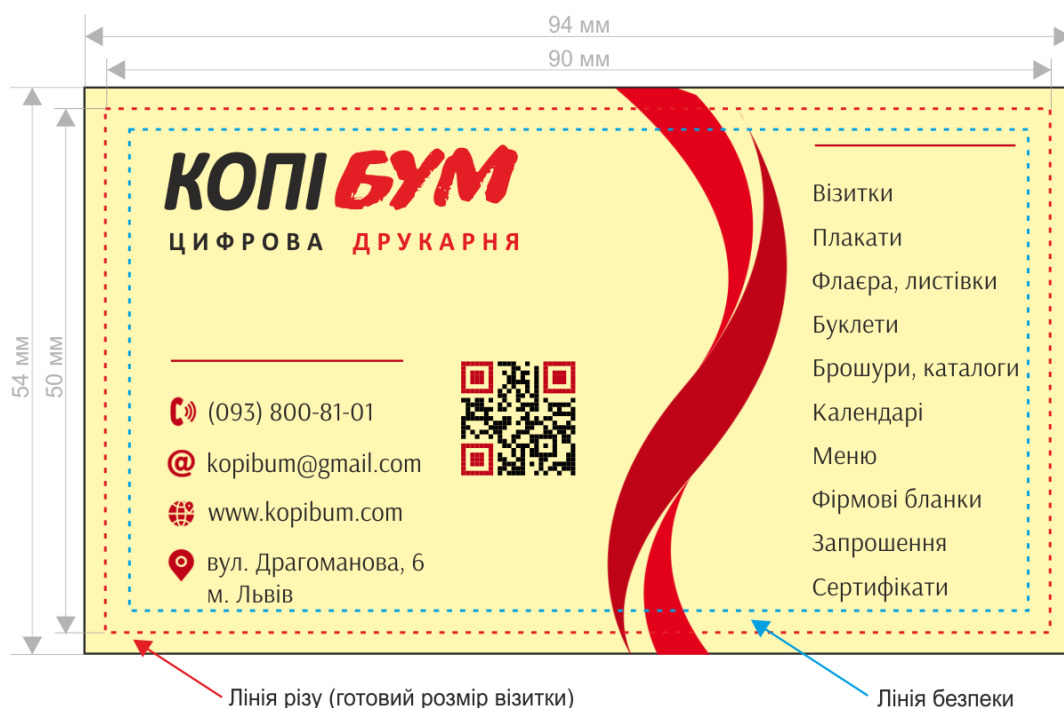 94 мм
90 мм
54 мм
50 мм
КОПІ БУМ
ЦИФРОВА ДРУКАРНЯ
(093) 800-81-01
kopibum@gmail.com
www.kopibum.com
вул. Драгоманова, 6
м. Львів
Візитки
Плакати
Флаєра, листівки
Буклети
Брошури, каталоги
Календарі
Меню
Фірмові бланки
Запрошення
Сертифікати
Лінія різу (готовий розмір візитки)
Лінія безпеки